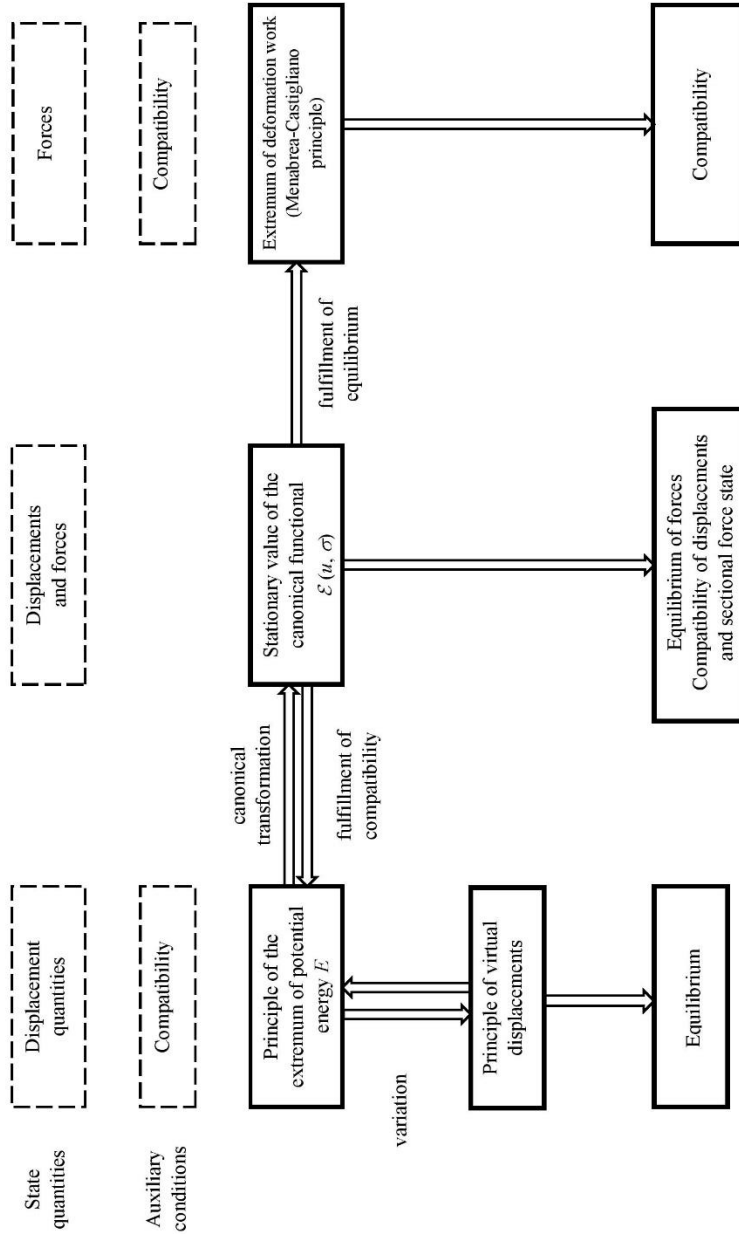 State
quantities
Displacement
quantities
Displacements
and forces
Forces
Auxiliary
conditions
Compatibility
Compatibility
Principle of the
extremum of potential
energy E
canonical
transformation
fulfillment of
compatibility
Stationary value of the
canonical functional
ℰ (u, σ)
fulfillment of
equilibrium
Extremum of deformation work
(Menabrea-Castigliano
principle)
variation
Principle of virtual
displacements
Equilibrium
Equilibrium of forces
Compatibility of displacements
and sectional force state
Compatibility